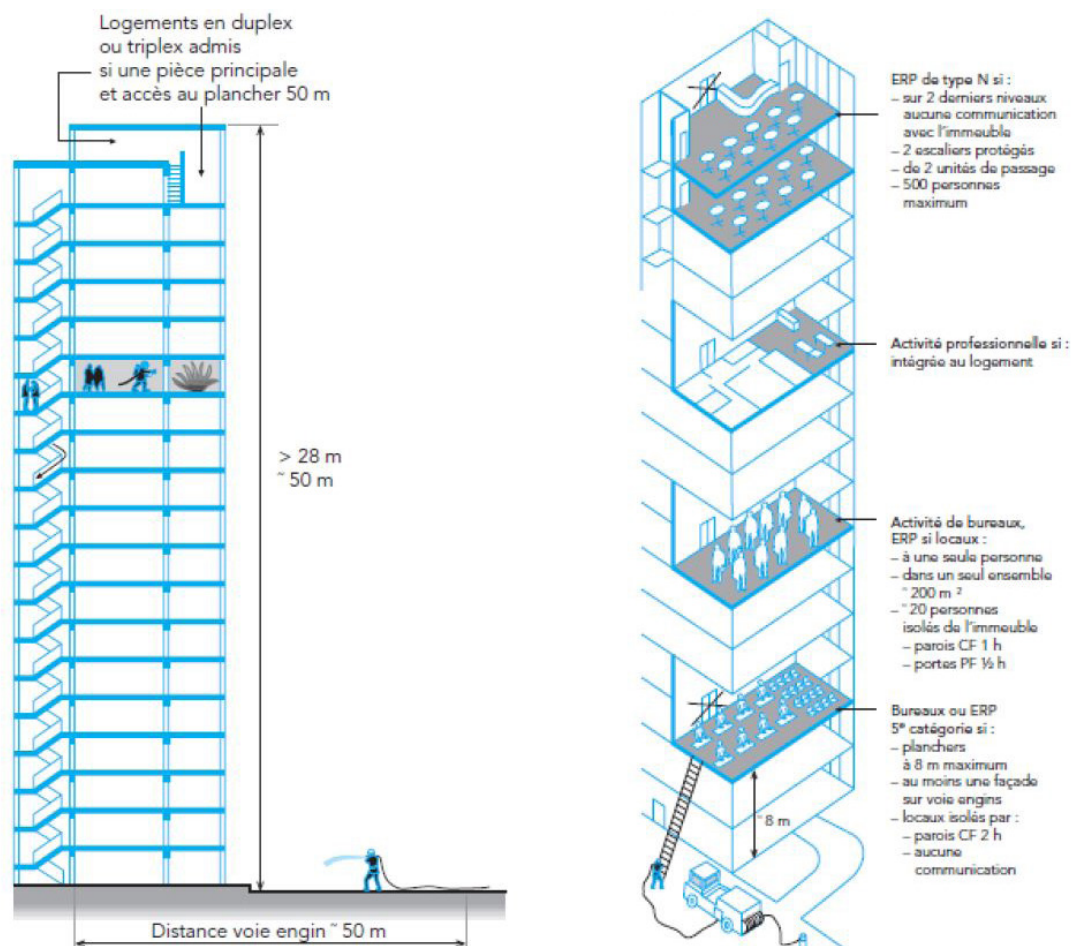 Logements en duplex
ou triplex admis
si une pièce principale
et accès au plancher 50 m
> 28 m
~ 50 m
Distance voie engin ~ 50 m
ERP de type N si :
– sur 2 derniers niveaux
aucune communication
avec l'immeuble
– 2 escaliers protégés
– de 2 unités de passage
– 500 personnes
maximum
Activité professionnelle si :
intégrée au logement
Activité de bureaux,
ERP si locaux :
– à une seule personne
– dans un seul ensemble
~ 200 m ²
– ~ 20 personnes
isolés de l'immeuble
– parois CF 1 h
– portes PF ½ h
Bureaux ou ERP
5e catégorie si :
– planchers
à 8 m maximum
– au moins une façade
sur voie engins
– locaux isolés par :
– parois CF 2 h
– aucune
communication
~ 8 m